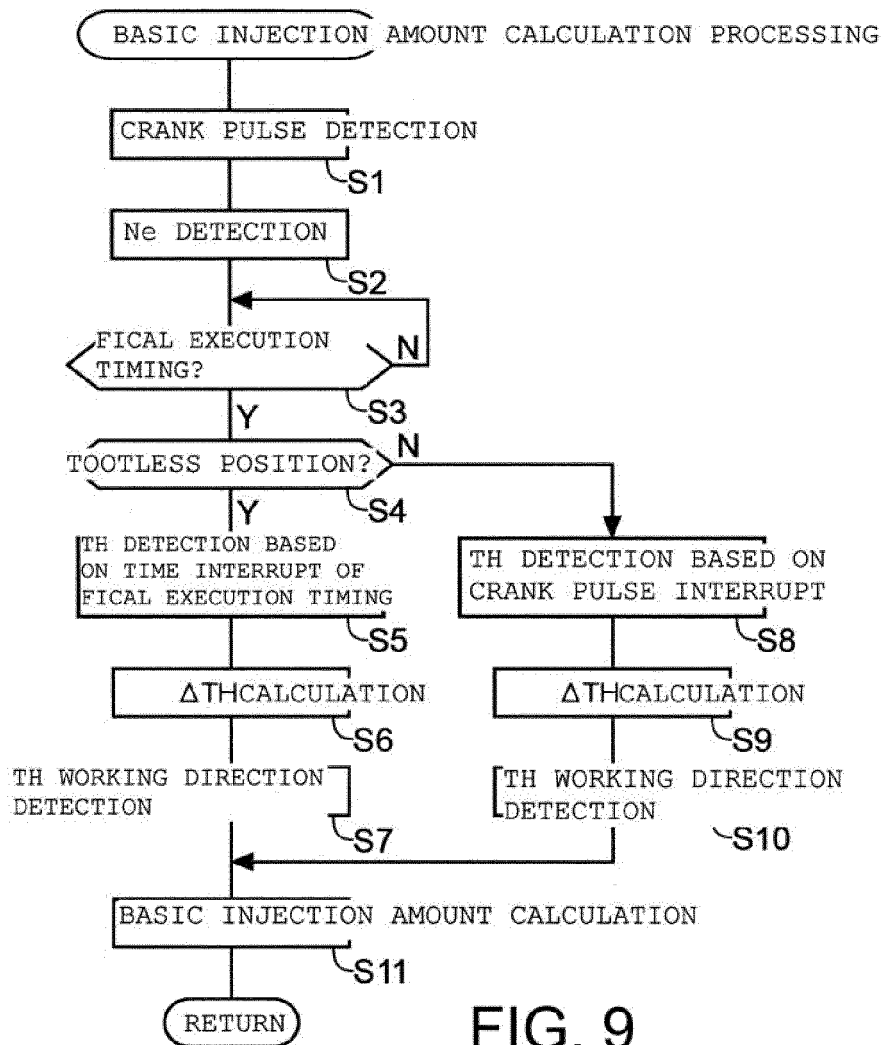 BASIC INJECTION AMOUNT CALCULATION PROCESSING
CRANK PULSE DETECTION
S1
Ne DETECTION
S2
FICAL EXECUTION
TIMING?
N
S3
Y
TOOTLESS POSITION?
N
S4
Y
TH DETECTION BASED
ON TIME INTERRUPT OF
FICAL EXECUTION TIMING
S5
TH DETECTION BASED ON
CRANK PULSE INTERRUPT
S8
ΔTHCALCULATION
S6
ΔTHCALCULATION
S9
TH WORKING DIRECTION
DETECTION
S7
TH WORKING DIRECTION
DETECTION
S10
BASIC INJECTION AMOUNT CALCULATION
S11
RETURN
FIG. 9